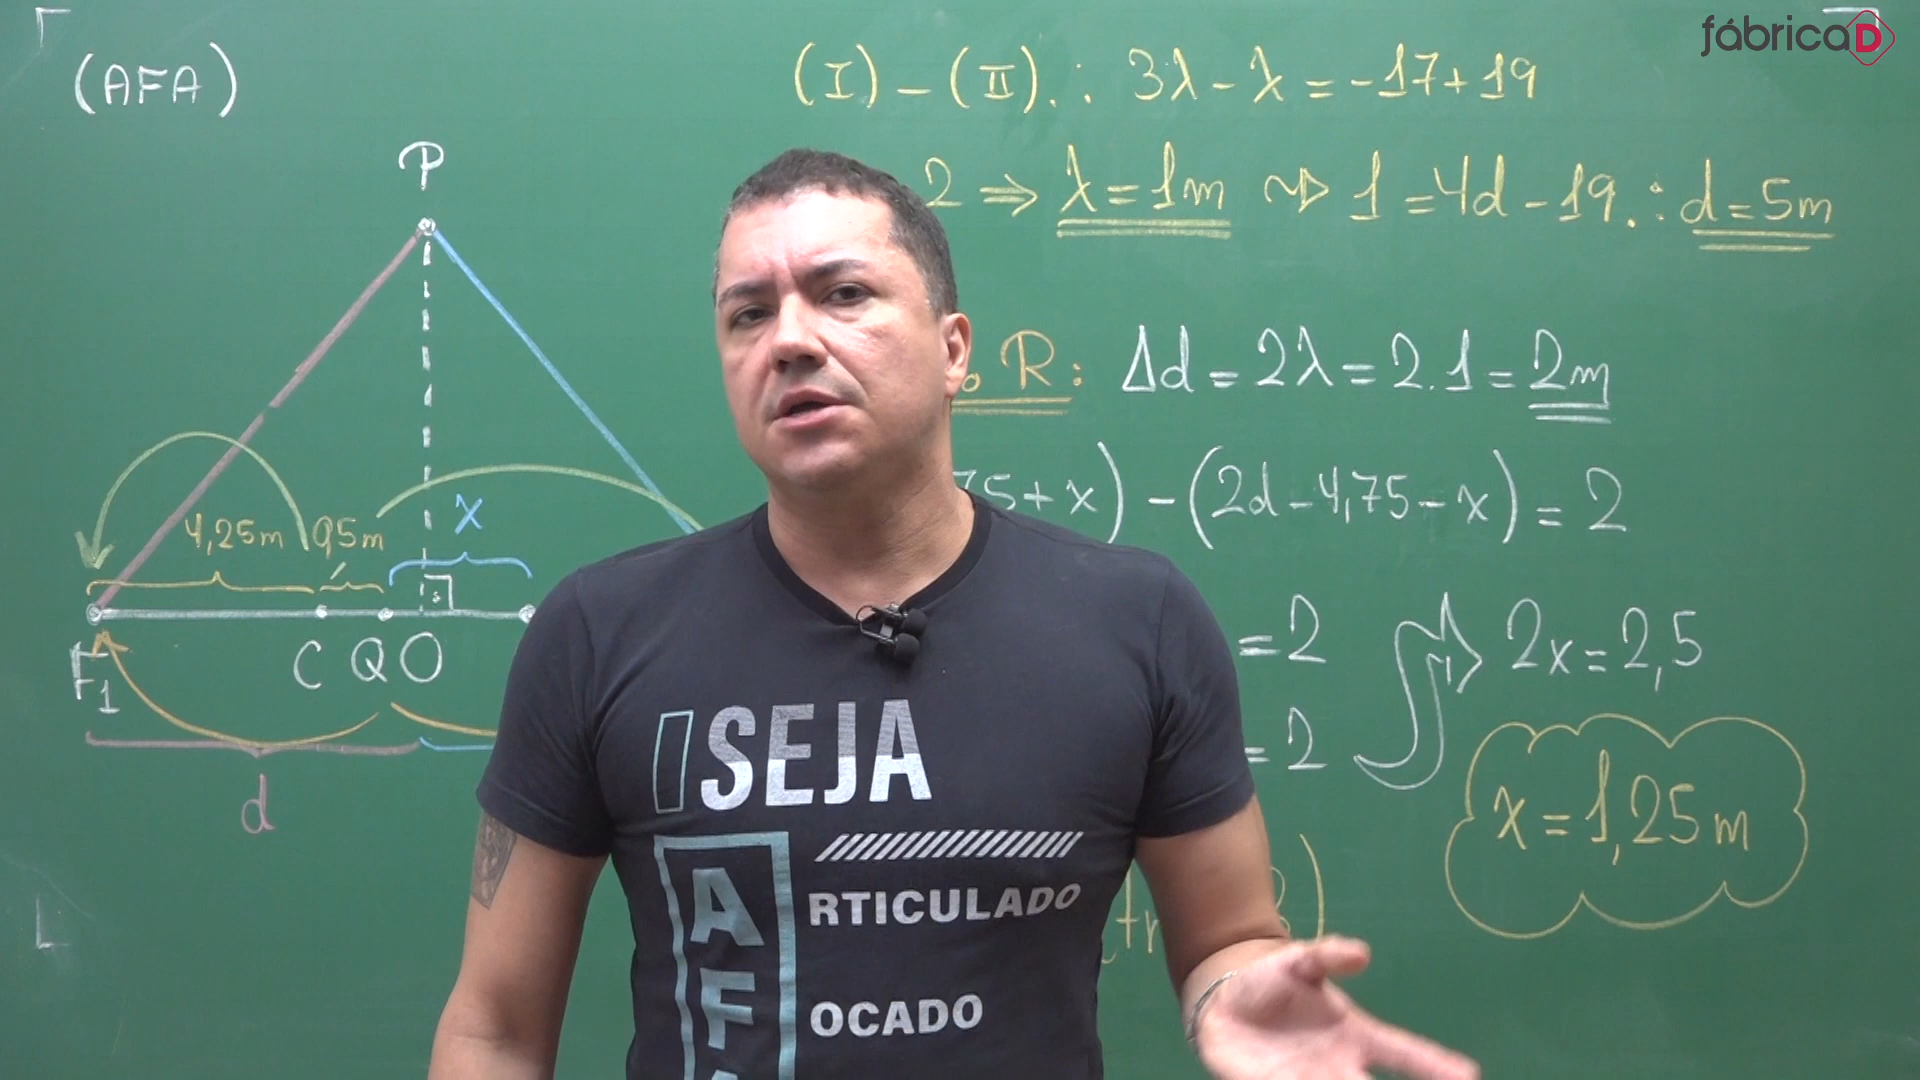 fábricaD
(AFA)
(I) - (II) ∴ 3λ - λ = -17 + 19
2 ⇒ λ = 1m ⇝ 1 = 4d - 19 ∴ d = 5m
P
R: Δd = 2λ = 2.1 = 2m
75 + x) - (2d - 4,75 - x) = 2
x
4,25m 0,5m
= 2 2x = 2,5
F1 C Q O
= 2
x = 1,25m
d
SEJA
A RTICULADO
F OCADO